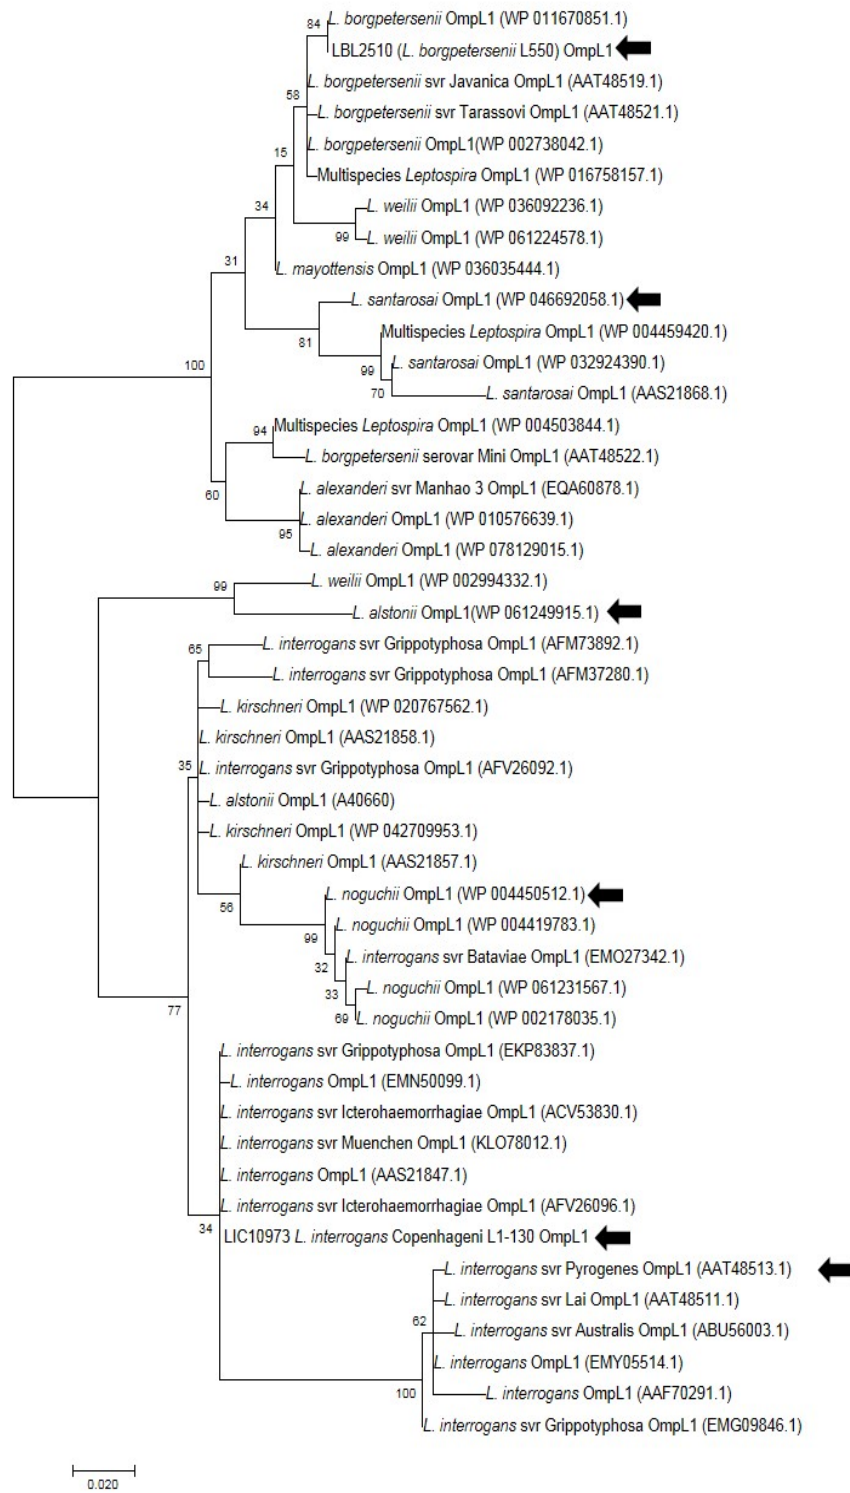 84
L. borgpetersenii OmpL1 (WP 011670851.1)
LBL2510 (L. borgpetersenii L550) OmpL1
L. borgpetersenii svr Javanica OmpL1 (AAT48519.1)
58
L. borgpetersenii svr Tarassovi OmpL1 (AAT48521.1)
L. borgpetersenii OmpL1(WP 002738042.1)
15
Multispecies Leptospira OmpL1 (WP 016758157.1)
L. weilii OmpL1 (WP 036092236.1)
34
99
L. weilii OmpL1 (WP 061224578.1)
31
L. mayottensis OmpL1 (WP 036035444.1)
L. santarosai OmpL1 (WP 046692058.1)
81
Multispecies Leptospira OmpL1 (WP 004459420.1)
100
99
L. santarosai OmpL1 (WP 032924390.1)
70
L. santarosai OmpL1 (AAS21868.1)
94
Multispecies Leptospira OmpL1 (WP 004503844.1)
L. borgpetersenii serovar Mini OmpL1 (AAT48522.1)
60
L. alexanderi svr Manhao 3 OmpL1 (EQA60878.1)
L. alexanderi OmpL1 (WP 010576639.1)
95
L. alexanderi OmpL1 (WP 078129015.1)
99
L. weilii OmpL1 (WP 002994332.1)
L. alstonii OmpL1(WP 061249915.1)
65
L. interrogans svr Grippotyphosa OmpL1 (AFM73892.1)
L. interrogans svr Grippotyphosa OmpL1 (AFM37280.1)
L. kirschneri OmpL1 (WP 020767562.1)
L. kirschneri OmpL1 (AAS21858.1)
35
L. interrogans svr Grippotyphosa OmpL1 (AFV26092.1)
L. alstonii OmpL1 (A40660)
L. kirschneri OmpL1 (WP 042709953.1)
L. kirschneri OmpL1 (AAS21857.1)
56
L. noguchii OmpL1 (WP 004450512.1)
99
L. noguchii OmpL1 (WP 004419783.1)
32
L. interrogans svr Bataviae OmpL1 (EMO27342.1)
33
L. noguchii OmpL1 (WP 061231567.1)
77
69
L. noguchii OmpL1 (WP 002178035.1)
L. interrogans svr Grippotyphosa OmpL1 (EKP83837.1)
L. interrogans OmpL1 (EMN50099.1)
L. interrogans svr Icterohaemorrhagiae OmpL1 (ACV53830.1)
L. interrogans svr Muenchen OmpL1 (KLO78012.1)
L. interrogans OmpL1 (AAS21847.1)
L. interrogans svr Icterohaemorrhagiae OmpL1 (AFV26096.1)
34
LIC10973 L. interrogans Copenhageni L1-130 OmpL1
L. interrogans svr Pyrogenes OmpL1 (AAT48513.1)
L. interrogans svr Lai OmpL1 (AAT48511.1)
62
L. interrogans svr Australis OmpL1 (ABU56003.1)
L. interrogans OmpL1 (EMY05514.1)
100
L. interrogans OmpL1 (AAF70291.1)
L. interrogans svr Grippotyphosa OmpL1 (EMG09846.1)
0.020